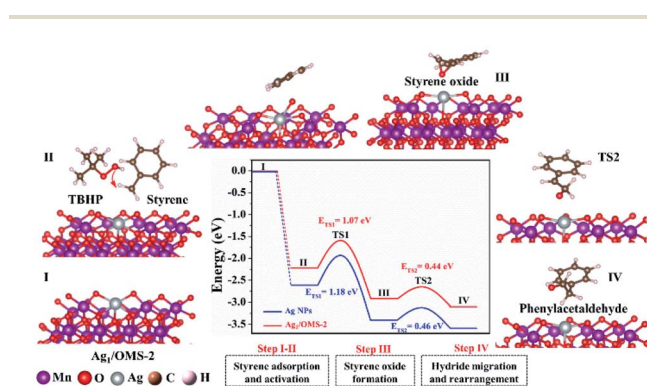 Styrene oxide
III
II
TBHP
Styrene
TS2
I
Ag₁/OMS-2
IV
Phenylacetaldehyde
Energy (eV)
0.0
-0.5
-1.0
-1.5
-2.0
-2.5
-3.0
-3.5
I
E_TS1 = 1.07 eV
TS1
II
E_TS1 = 1.18 eV
E_TS2 = 0.44 eV
TS2
III
IV
E_TS2 = 0.46 eV
Ag NPs
Ag₁/OMS-2
Mn O Ag C H
Step I-II
Step III
Step IV
Styrene adsorption
and activation
Styrene oxide
formation
Hydride migration
and rearrangement